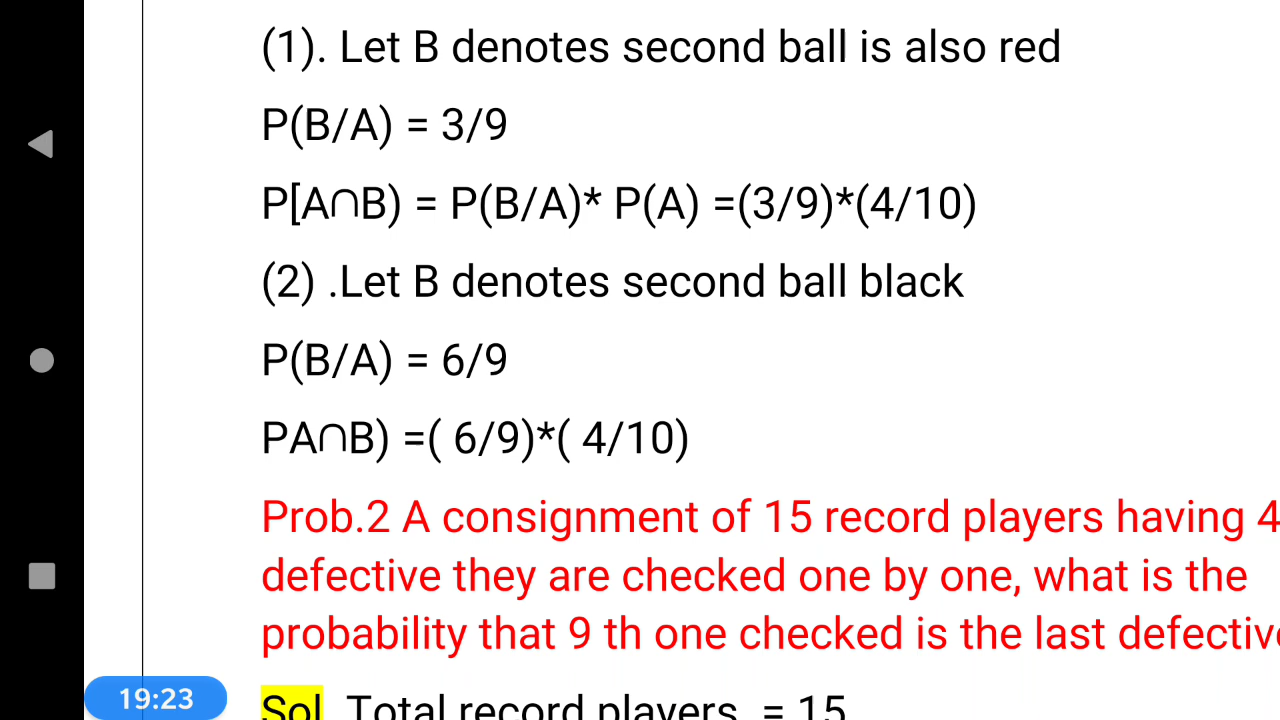 (1). Let B denotes second ball is also red
P(B/A) = 3/9
P[A∩B) = P(B/A)* P(A) =(3/9)*(4/10)
(2) .Let B denotes second ball black
P(B/A) = 6/9
PA∩B) =( 6/9)*( 4/10)
Prob.2 A consignment of 15 record players having 4
defective they are checked one by one, what is the
probability that 9 th one checked is the last defective
Sol. Total record players = 15
19:23